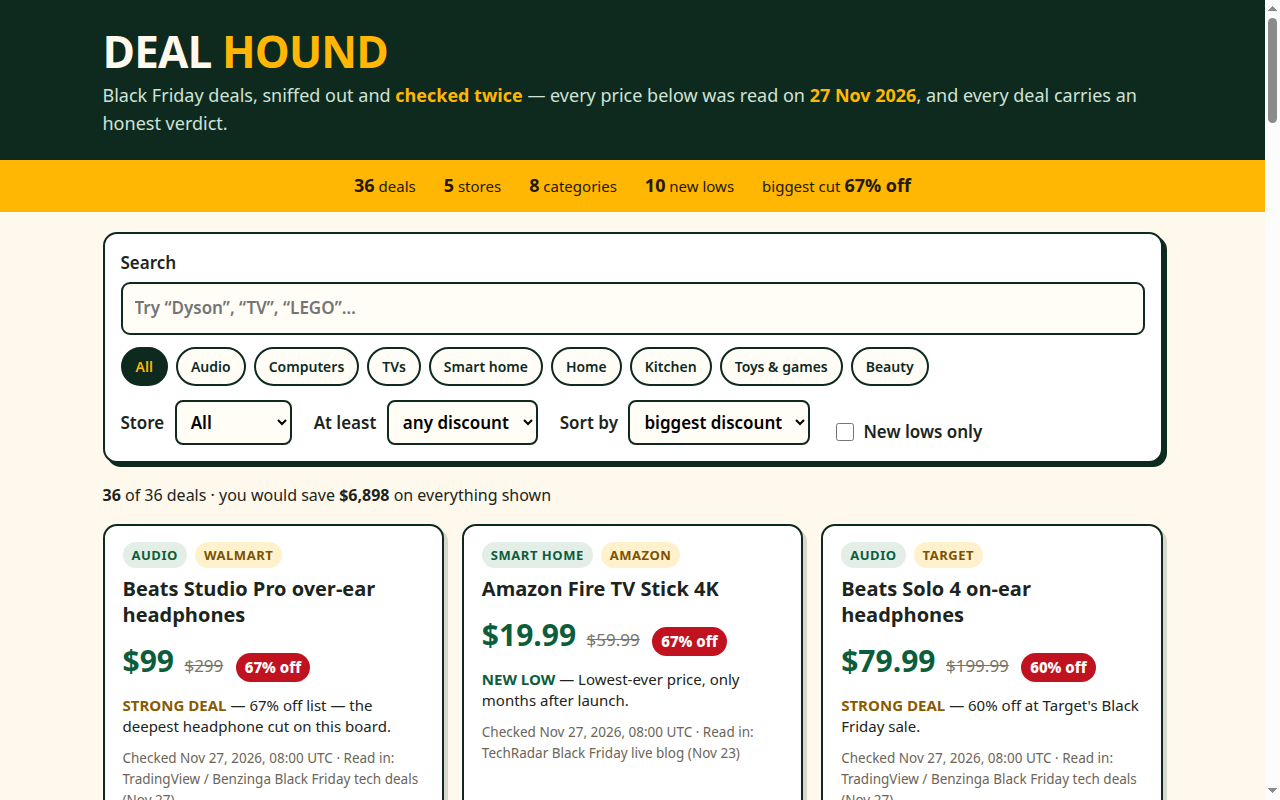 DEAL HOUND
Black Friday deals, sniffed out and checked twice — every price below was read on 27 Nov 2026, and every deal carries an
honest verdict.
36 deals 5 stores 8 categories 10 new lows biggest cut 67% off
Search
Try “Dyson”, “TV”, “LEGO”…
All Audio Computers TVs Smart home Home Kitchen Toys & games Beauty
Store All At least any discount Sort by biggest discount New lows only
36 of 36 deals · you would save $6,898 on everything shown
AUDIO WALMART
Beats Studio Pro over-ear
headphones
$99 $299 67% off
STRONG DEAL — 67% off list — the
deepest headphone cut on this board.
Checked Nov 27, 2026, 08:00 UTC · Read in:
TradingView / Benzinga Black Friday tech deals
(Nov 27)
SMART HOME AMAZON
Amazon Fire TV Stick 4K
$19.99 $59.99 67% off
NEW LOW — Lowest-ever price, only
months after launch.
Checked Nov 27, 2026, 08:00 UTC · Read in:
TechRadar Black Friday live blog (Nov 23)
AUDIO TARGET
Beats Solo 4 on-ear
headphones
$79.99 $199.99 60% off
STRONG DEAL — 60% off at Target's Black
Friday sale.
Checked Nov 27, 2026, 08:00 UTC · Read in:
TradingView / Benzinga Black Friday tech deals
(Nov 27)